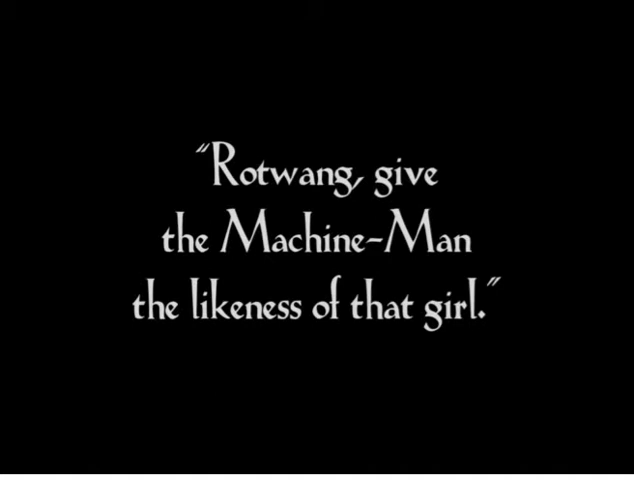 “Rotwang, give
the Machine-Man
the likeness of that girl.”